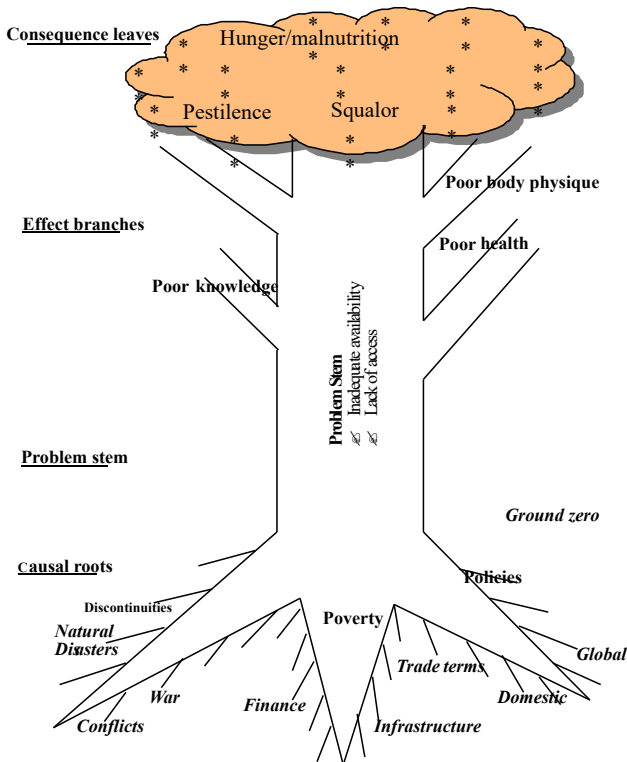 Consequence leaves
Hunger/malnutrition
Pestilence
Squalor
Poor body physique
Effect branches
Poor health
Poor knowledge
Problem Stem
Inadequate availability
Lack of access
Problem stem
Ground zero
Causal roots
Policies
Discontinuities
Poverty
Natural
Disasters
Global
Trade terms
War
Domestic
Finance
Conflicts
Infrastructure